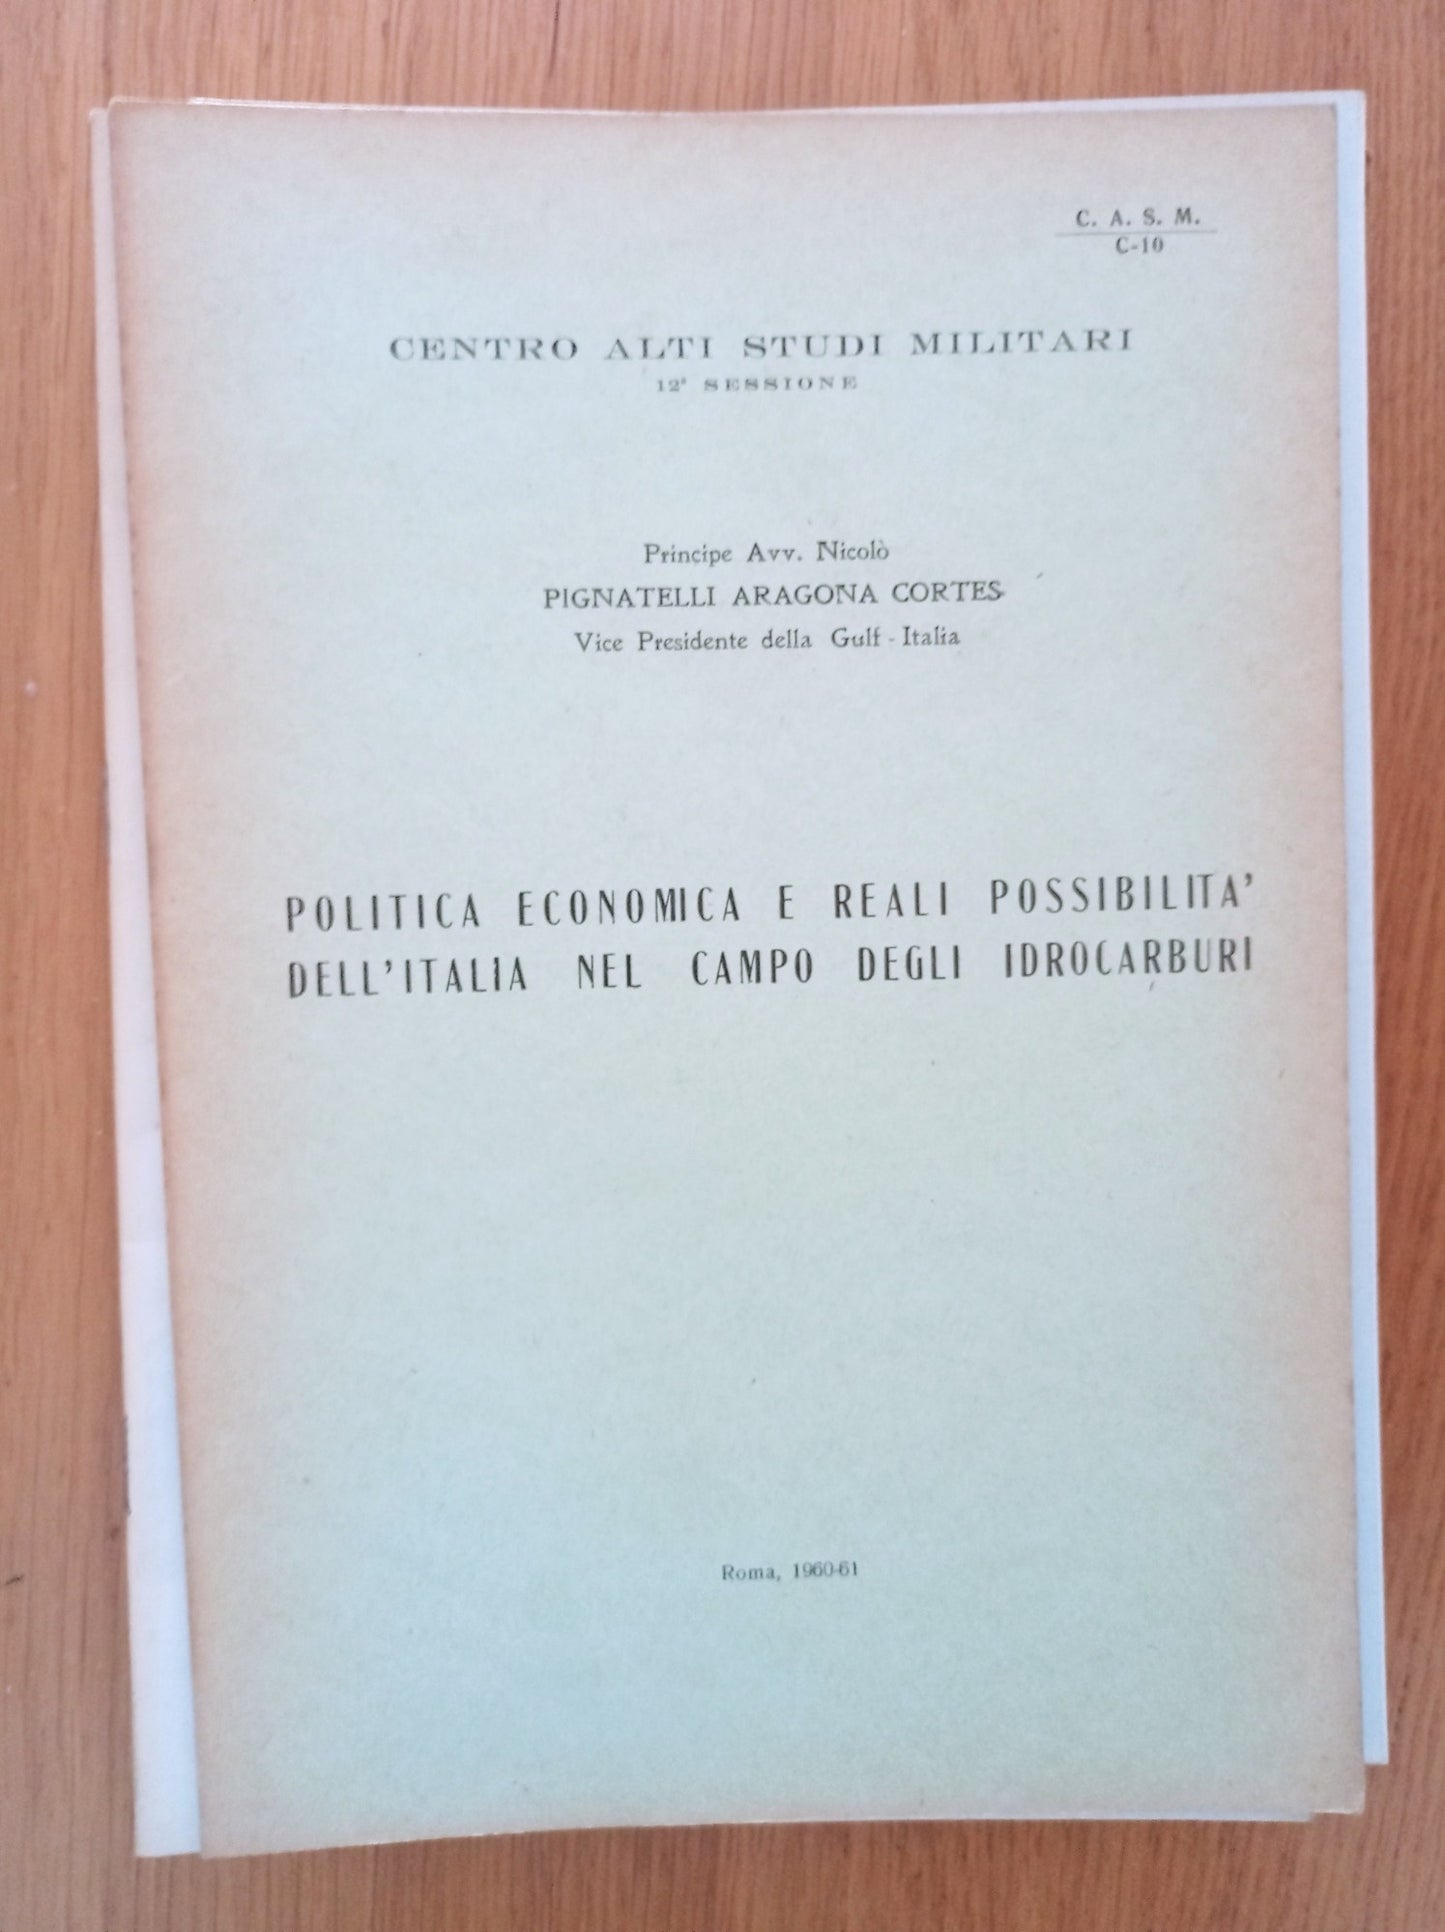 C. A. S. M.
C-10
CENTRO ALTI STUDI MILITARI
12ª SESSIONE
Principe Avv. Nicolò
PIGNATELLI ARAGONA CORTES
Vice Presidente della Gulf - Italia
POLITICA ECONOMICA E REALI POSSIBILITA'
DELL'ITALIA NEL CAMPO DEGLI IDROCARBURI
Roma, 1960-61